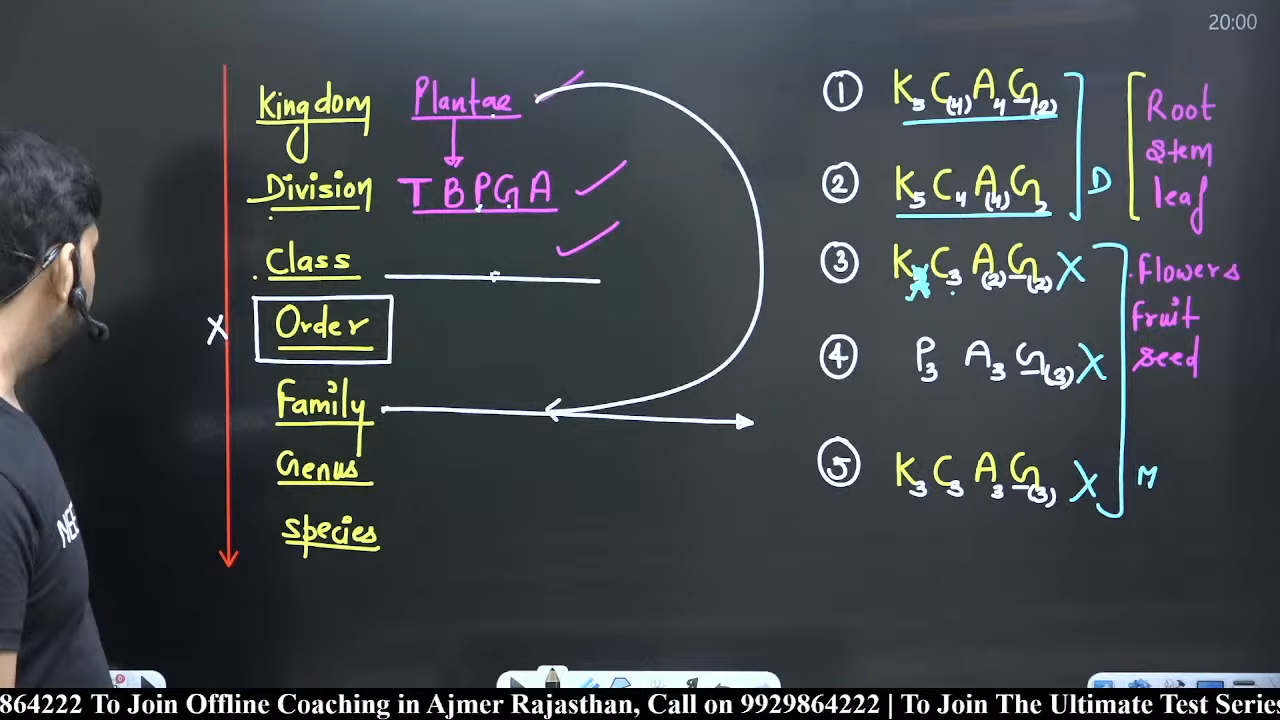 20:00
Kingdom Plantae
Division T B P G A
Class
Order
X
Family
Genus
Species
① K5 C(4) A4 G(2)
② K5 C4 A(4) G2
D
③ C3 A(2) G(2) X
④ P3 A3 G(3) X
⑤ K3 C3 A3 G(3) X
M
Root
stem
leaf
flowers
fruit
seed
NEE
864222 To Join Offline Coaching in Ajmer Rajasthan, Call on 9929864222 | To Join The Ultimate Test Series